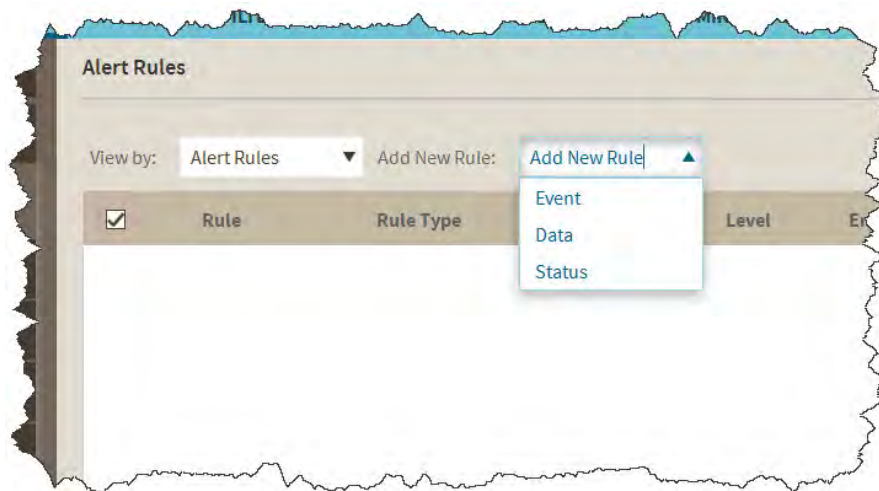 Alert Rules
View by: Alert Rules Add New Rule: Add New Rule
Event
Data
Status
Rule Rule Type Level